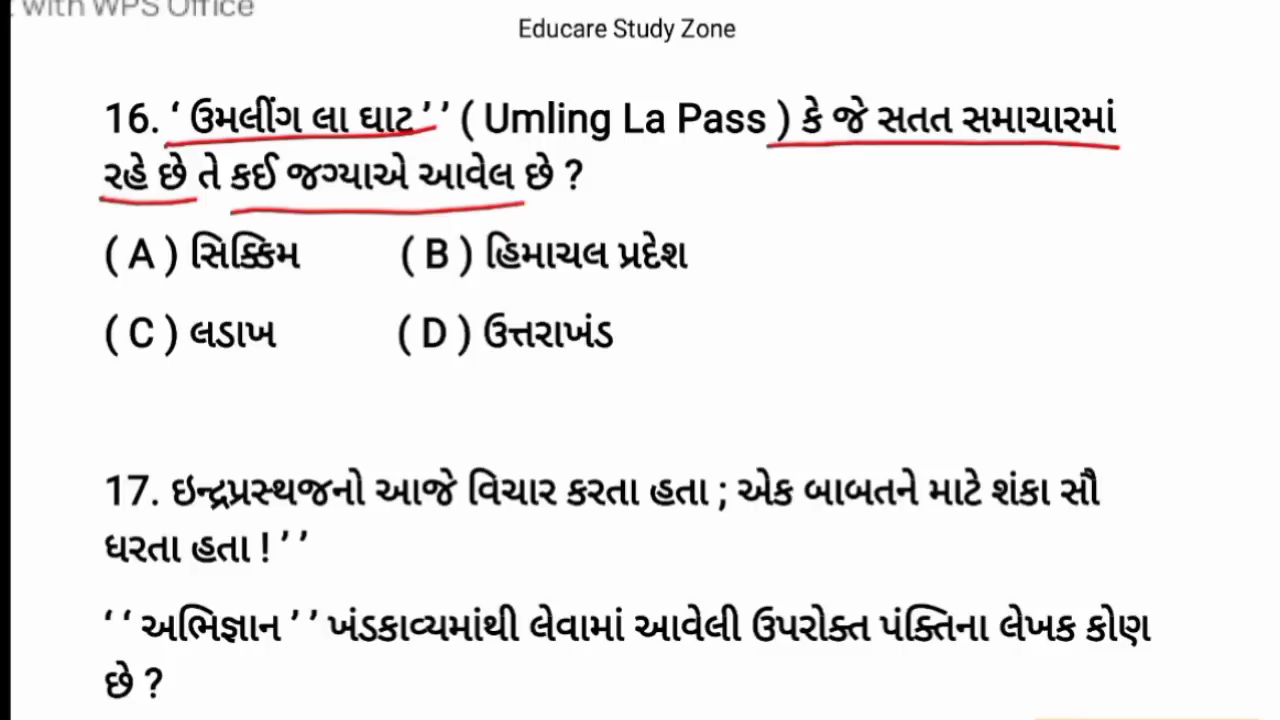 with WPS Office
Educare Study Zone
16. ‘ ઉમલીંગ લા ઘાટ ’ ’ ( Umling La Pass ) કે જે સતત સમાચારમાં
રહે છે તે કઈ જગ્યાએ આવેલ છે ?
( A ) સિક્કિમ ( B ) હિમાચલ પ્રદેશ
( C ) લડાખ ( D ) ઉત્તરાખંડ
17. ઇન્દ્રપ્રસ્થજનો આજે વિચાર કરતા હતા ; એક બાબતને માટે શંકા સૌ
ધરતા હતા ! ’ ’
‘ ‘ અભિજ્ઞાન ’ ’ ખંડકાવ્યમાંથી લેવામાં આવેલી ઉપરોક્ત પંક્તિના લેખક કોણ
છે ?